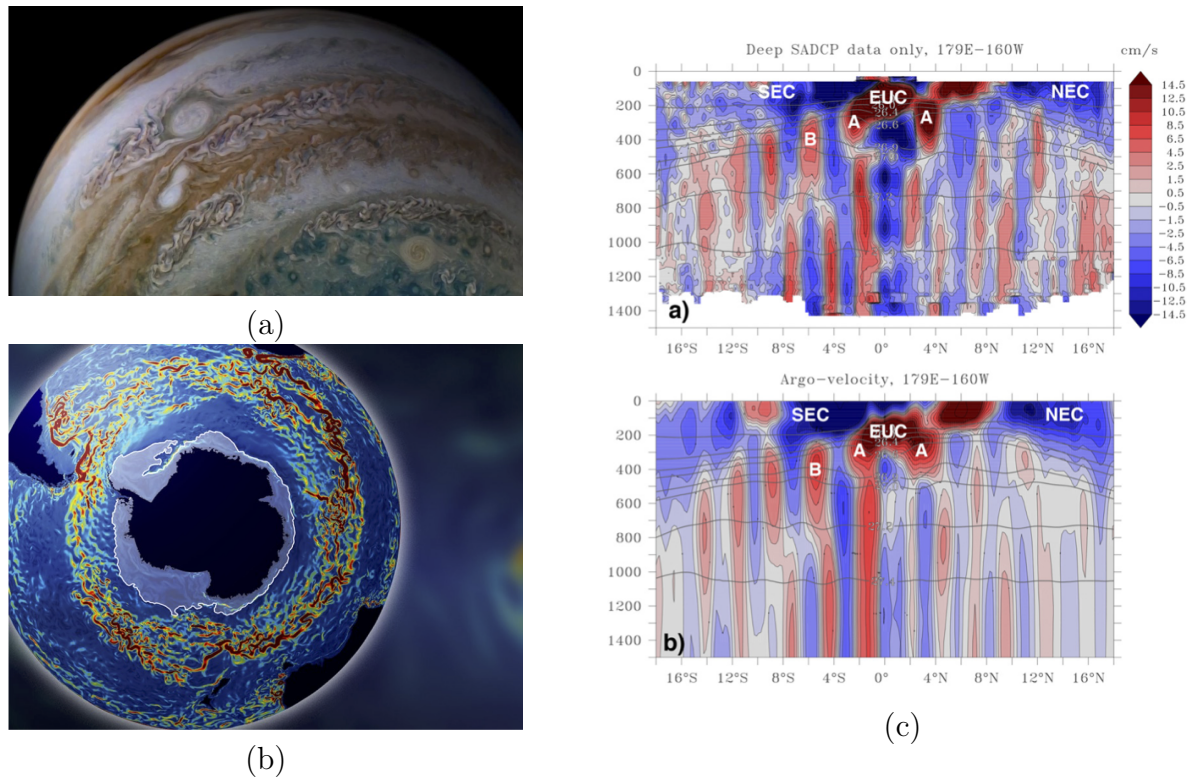 (a)
(b)
Deep SADCP data only, 179E−160W
cm/s
0
200
400
600
800
1000
1200
1400
SEC
EUC
NEC
A
A
B
26.6
a)
16°S 12°S 8°S 4°S 0° 4°N 8°N 12°N 16°N
14.5
12.5
10.5
8.5
6.5
4.5
2.5
1.5
0.5
−0.5
−1.5
−2.5
−4.5
−6.5
−8.5
−10.5
−12.5
−14.5
Argo−velocity, 179E−160W
0
200
400
600
800
1000
1200
1400
SEC
EUC
NEC
A
A
B
b)
16°S 12°S 8°S 4°S 0° 4°N 8°N 12°N 16°N
(c)